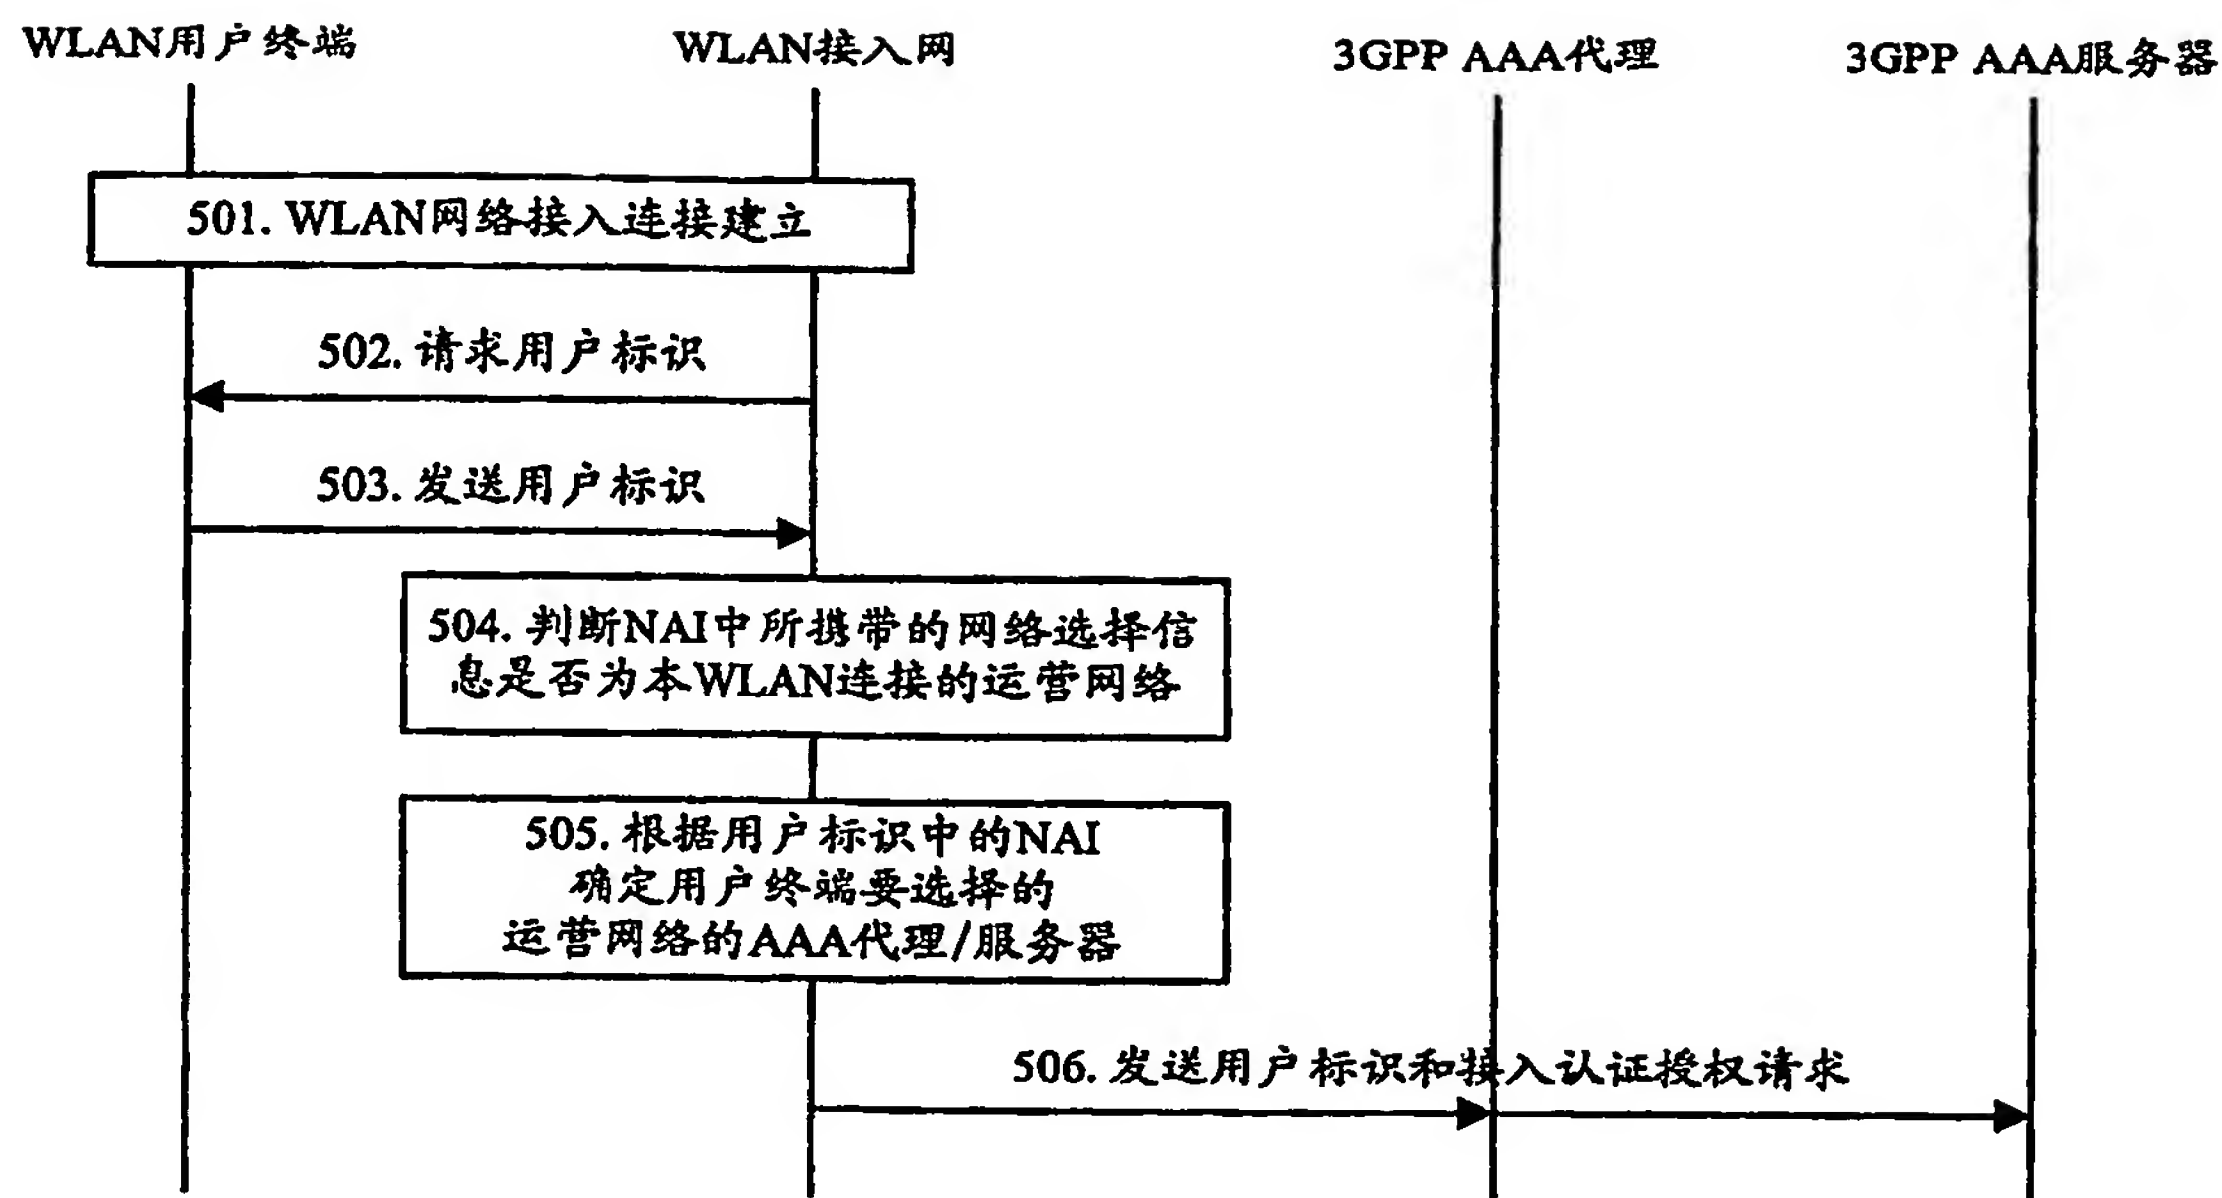 WLAN用户终端
WLAN接入网
3GPP AAA代理
3GPP AAA服务器
501. WLAN网络接入连接建立
502. 请求用户标识
503. 发送用户标识
504. 判断NAI中所携带的网络选择信
息是否为本WLAN连接的运营网络
505. 根据用户标识中的NAI
确定用户终端要选择的
运营网络的AAA代理/服务器
506. 发送用户标识和接入认证授权请求